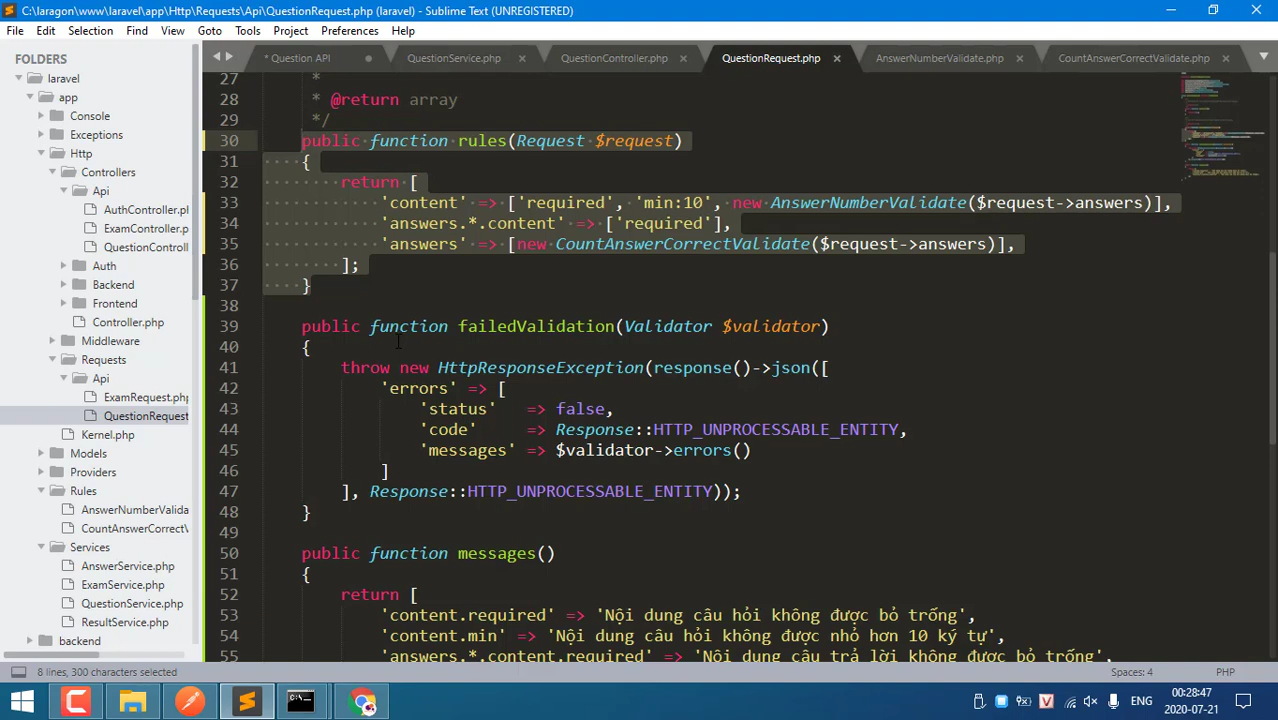 C:\laragon\www\laravel\app\Http\Requests\Api\QuestionRequest.php (laravel) - Sublime Text (UNREGISTERED)
File Edit Selection Find View Goto Tools Project Preferences Help
FOLDERS
laravel
app
Console
Exceptions
Http
Controllers
Api
AuthController.pl
ExamController.
QuestionControll
Auth
Backend
Frontend
Controller.php
Middleware
Requests
Api
ExamRequest.php
QuestionRequest
Kernel.php
Models
Providers
Rules
AnswerNumberValida
CountAnswerCorrect\
Services
AnswerService.php
ExamService.php
QuestionService.php
ResultService.php
backend
* Question API QuestionService.php QuestionController.php QuestionRequest.php AnswerNumberValidate.php CountAnswerCorrectValidate.php
27 *
28 * @return array
29 */
30 public function rules(Request $request)
31 {
32 return [
33 'content' => ['required', 'min:10', new AnswerNumberValidate($request->answers)],
34 'answers.*.content' => ['required'],
35 'answers' => [new CountAnswerCorrectValidate($request->answers)],
36 ];
37 }
38
39 public function failedValidation(Validator $validator)
40 {
41 throw new HttpResponseException(response()->json([
42 'errors' => [
43 'status' => false,
44 'code' => Response::HTTP_UNPROCESSABLE_ENTITY,
45 'messages' => $validator->errors()
46 ]
47 ], Response::HTTP_UNPROCESSABLE_ENTITY));
48 }
49
50 public function messages()
51 {
52 return [
53 'content.required' => 'Nội dung câu hỏi không được bỏ trống',
54 'content.min' => 'Nội dung câu hỏi không được nhỏ hơn 10 ký tự',
55 'answers.*.content.required' => 'Nội dung câu trả lời không được bỏ trống',
8 lines, 300 characters selected Spaces: 4 PHP
ENG 00:28:47
2020-07-21